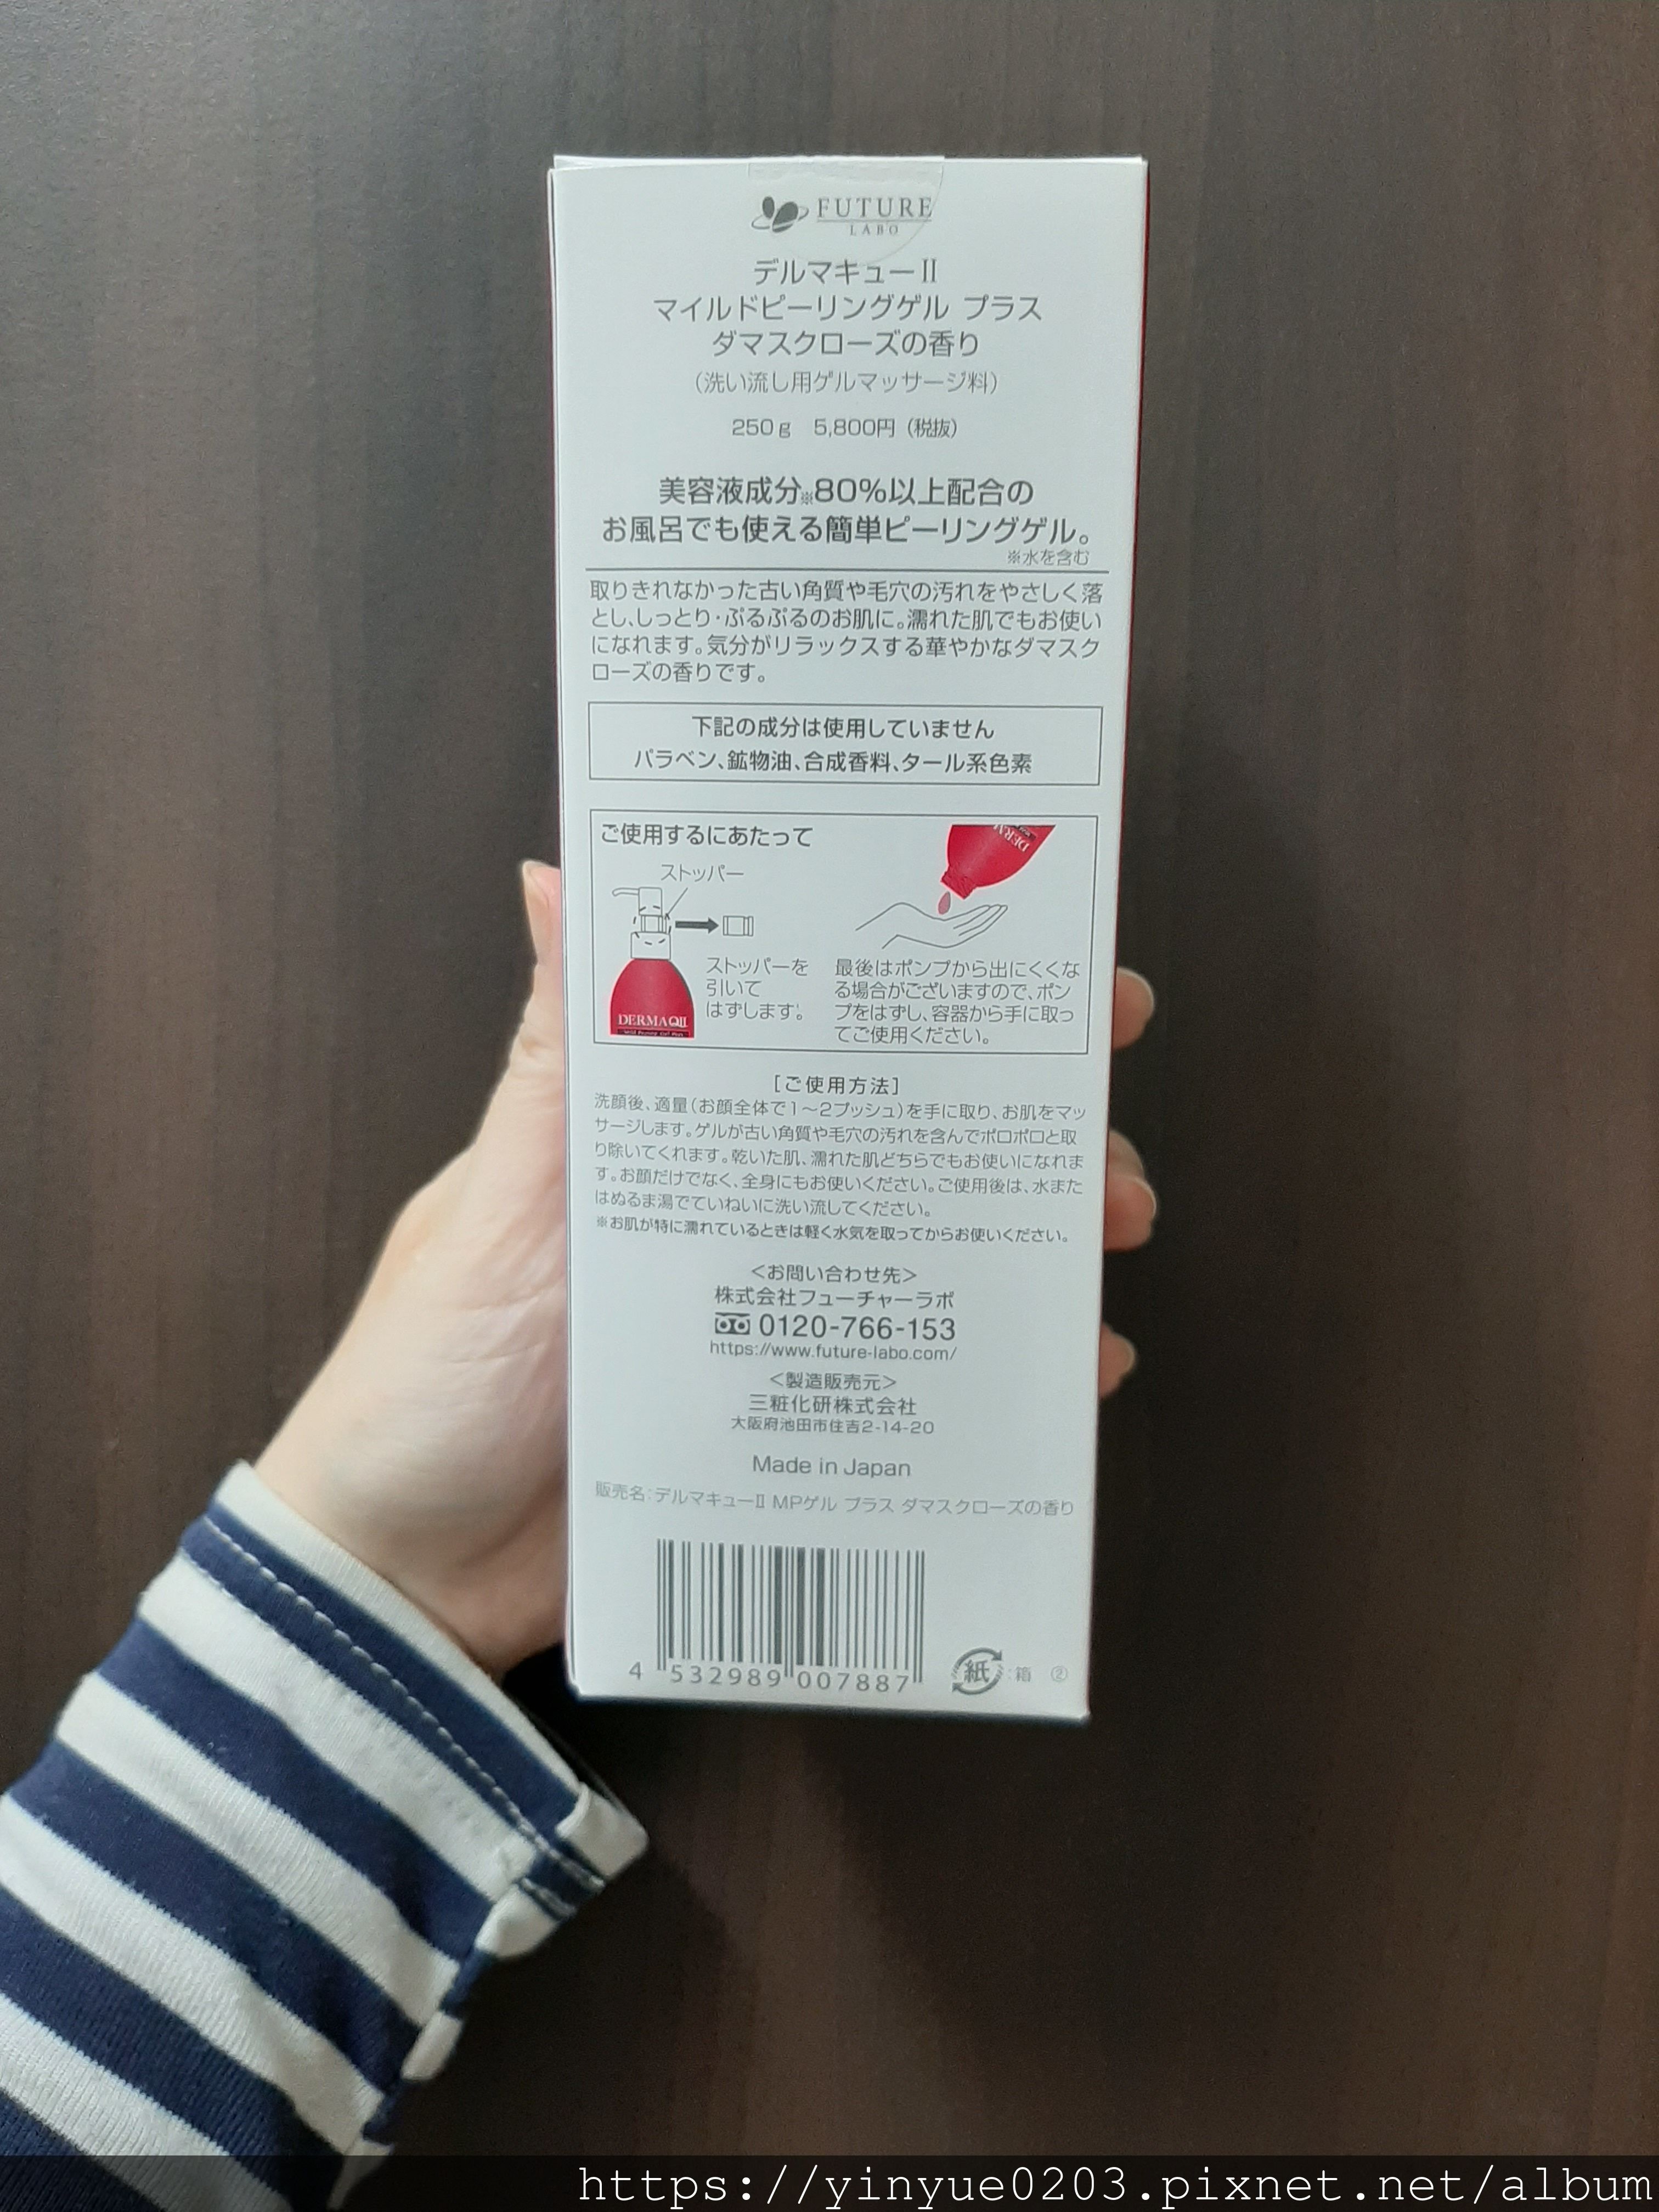 FUTURE
LABO
デルマキューⅡ
マイルドピーリングゲル プラス
ダマスクローズの香り
（洗い流し用ゲルマッサージ料）
250g 5,800円（税抜）
美容液成分※80%以上配合の
お風呂でも使える簡単ピーリングゲル。
※水を含む
取りきれなかった古い角質や毛穴の汚れをやさしく落
とし、しっとり・ぷるぷるのお肌に。濡れた肌でもお使い
になれます。気分がリラックスする華やかなダマスク
ローズの香りです。
下記の成分は使用していません
パラベン、鉱物油、合成香料、タール系色素
ご使用するにあたって
ストッパー
ストッパーを
引いて
はずします。
DERMAQⅡ
Mild Peeling Gel Plus
DERM
最後はポンプから出にくくな
る場合がございますので、ポン
プをはずし、容器から手に取っ
てご使用ください。
［ご使用方法］
洗顔後、適量（お顔全体で1～2プッシュ）を手に取り、お肌をマッ
サージします。ゲルが古い角質や毛穴の汚れを含んでポロポロと取
り除いてくれます。乾いた肌、濡れた肌どちらでもお使いになれま
す。お顔だけでなく、全身にもお使いください。ご使用後は、水また
はぬるま湯でていねいに洗い流してください。
※お肌が特に濡れているときは軽く水気を取ってからお使いください。
＜お問い合わせ先＞
株式会社フューチャーラボ
0120-766-153
https://www.future-labo.com/
＜製造販売元＞
三粧化研株式会社
大阪府池田市住吉2-14-20
Made in Japan
販売名：デルマキューⅡ MPゲル プラス ダマスクローズの香り
4 532989 007887
紙：箱 ②
https://yinyue0203.pixnet.net/album